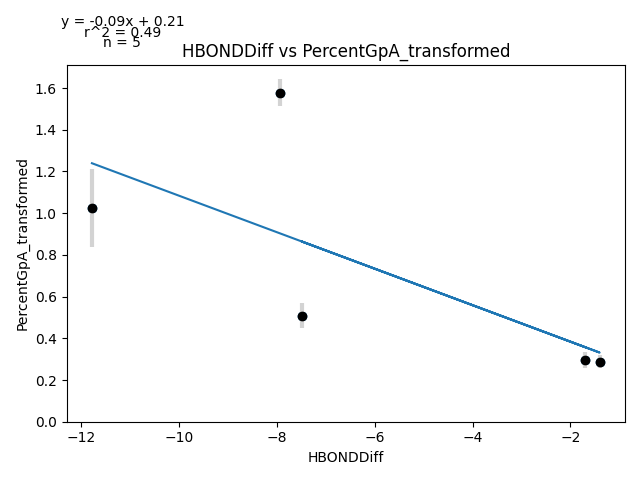 y = -0.09x + 0.21
r^2 = 0.49
n = 5
HBONDDiff vs PercentGpA_transformed
PercentGpA_transformed
1.6
1.4
1.2
1.0
0.8
0.6
0.4
0.2
0.0
−12
−10
−8
−6
−4
−2
HBONDDiff